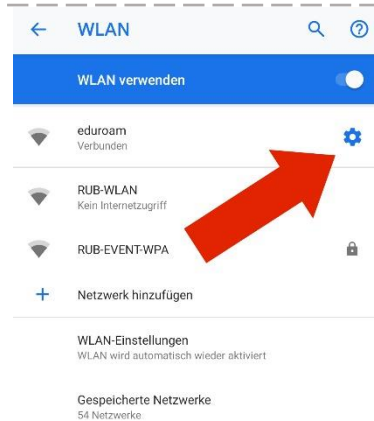 WLAN
WLAN verwenden
eduroam
Verbunden
RUB-WLAN
Kein Internetzugriff
RUB-EVENT-WPA
Netzwerk hinzufügen
WLAN-Einstellungen
WLAN wird automatisch wieder aktiviert
Gespeicherte Netzwerke
54 Netzwerke